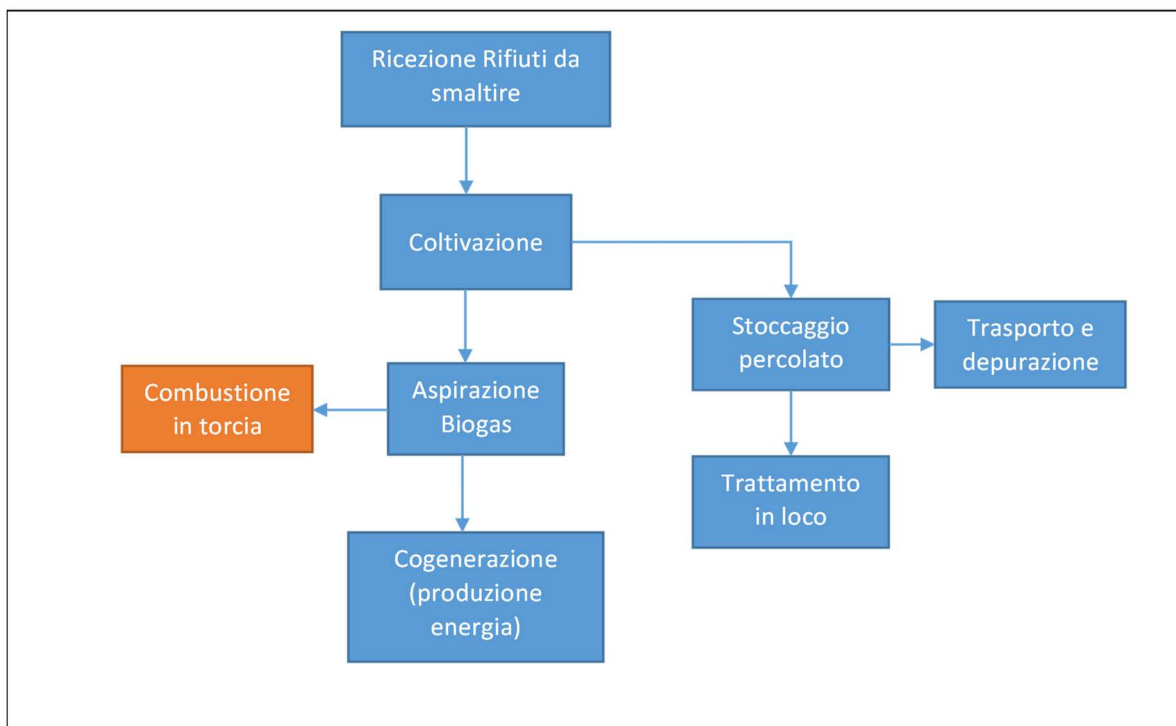 Ricezione Rifiuti da
smaltire
Coltivazione
Stoccaggio
percolato
Trasporto e
depurazione
Combustione
in torcia
Aspirazione
Biogas
Trattamento
in loco
Cogenerazione
(produzione
energia)